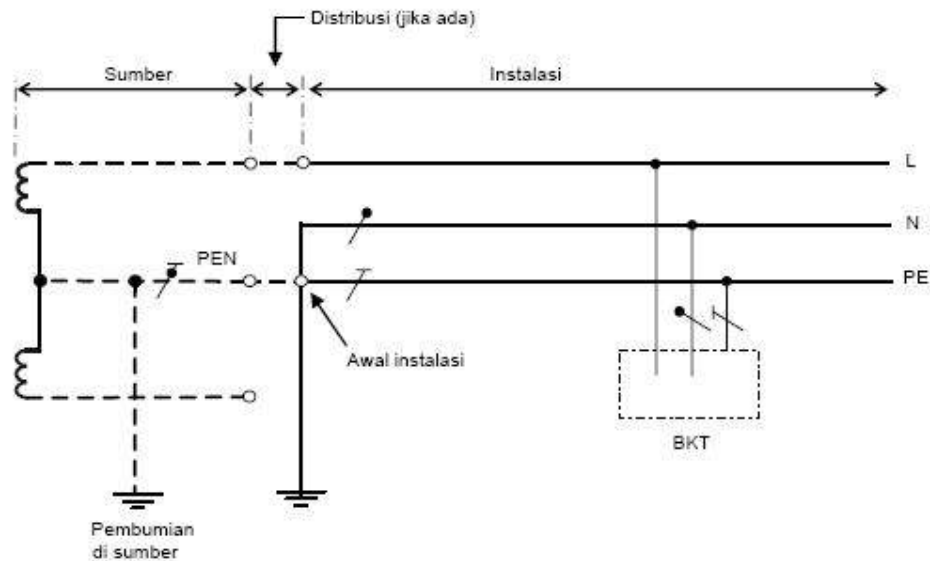 Distribusi (jika ada)
Sumber
Instalasi
L
N
PEN
PE
Awal instalasi
BKT
Pembumian
di sumber